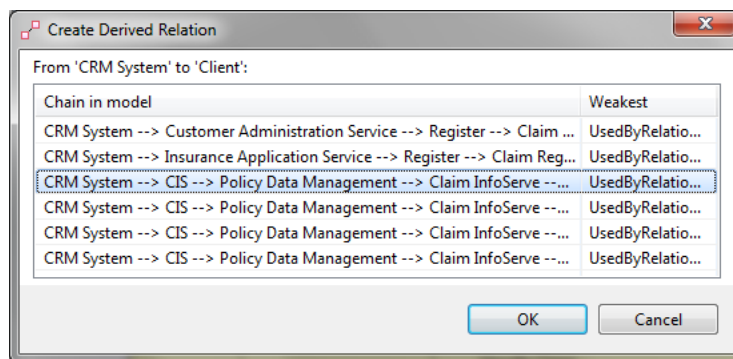 Create Derived Relation
From 'CRM System' to 'Client':
Chain in model Weakest
CRM System --> Customer Administration Service --> Register --> Claim ... UsedByRelatio...
CRM System --> Insurance Application Service --> Register --> Claim Reg... UsedByRelatio...
CRM System --> CIS --> Policy Data Management --> Claim InfoServe --... UsedByRelatio...
CRM System --> CIS --> Policy Data Management --> Claim InfoServe --... UsedByRelatio...
CRM System --> CIS --> Policy Data Management --> Claim InfoServe --... UsedByRelatio...
CRM System --> CIS --> Policy Data Management --> Claim InfoServe --... UsedByRelatio...
OK Cancel